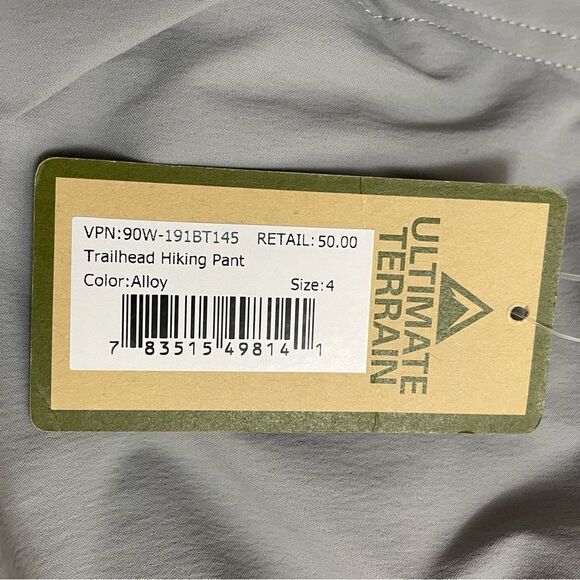 VPN:90W-191BT145 RETAIL:50.00
Trailhead Hiking Pant
Color:Alloy Size:4
7 83515 49814 1
ULTIMATE
TERRAIN